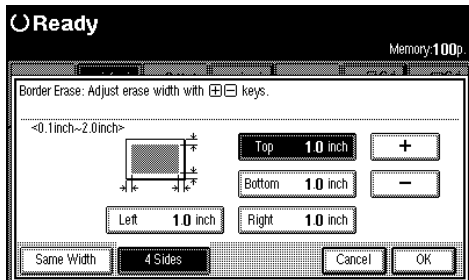 Ready
Memory:100p.
Border Erase: Adjust erase width with ⊞⊟ keys.
<0.1inch~2.0inch>
Top 1.0 inch +
Bottom 1.0 inch −
Left 1.0 inch Right 1.0 inch
Same Width 4 Sides Cancel OK